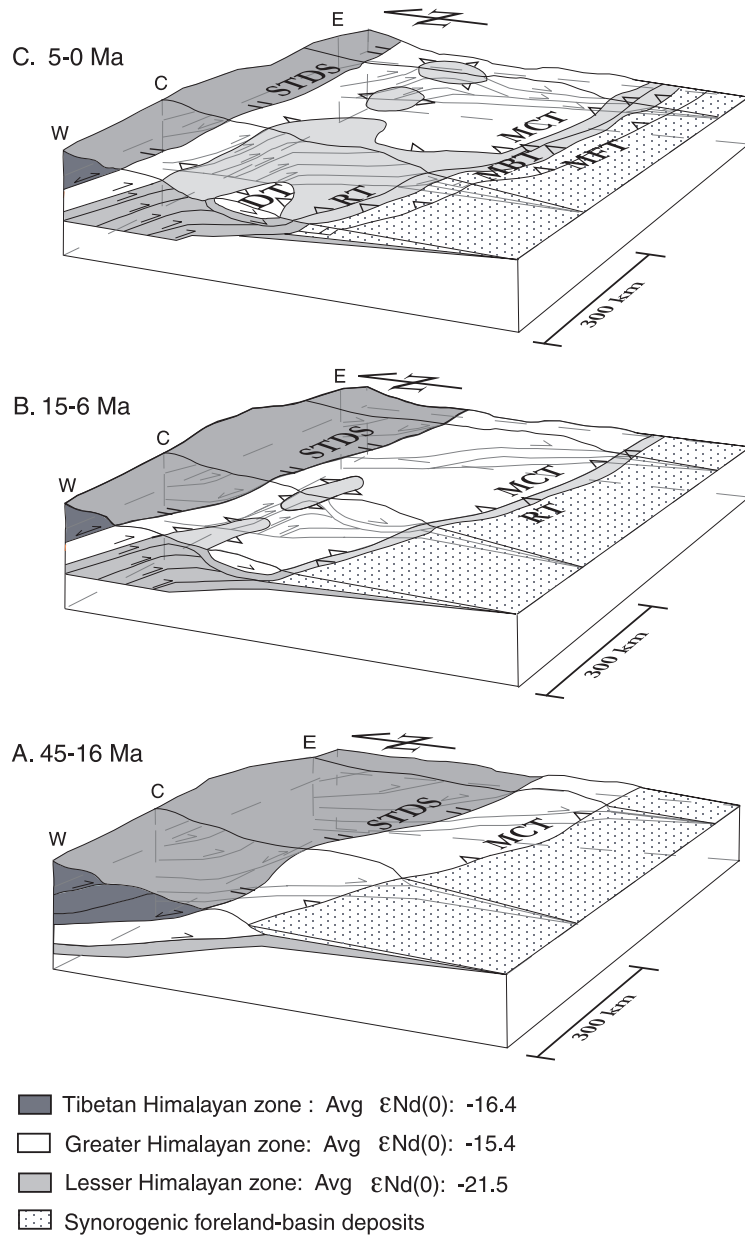 C. 5-0 Ma
E
N
C
W
STDS
MCT
MBT
MFT
DT
RT
300 km
B. 15-6 Ma
E
N
C
W
STDS
MCT
RT
300 km
A. 45-16 Ma
E
N
C
W
STDS
MCT
300 km
Tibetan Himalayan zone : Avg εNd(0): -16.4
Greater Himalayan zone: Avg εNd(0): -15.4
Lesser Himalayan zone: Avg εNd(0): -21.5
Synorogenic foreland-basin deposits